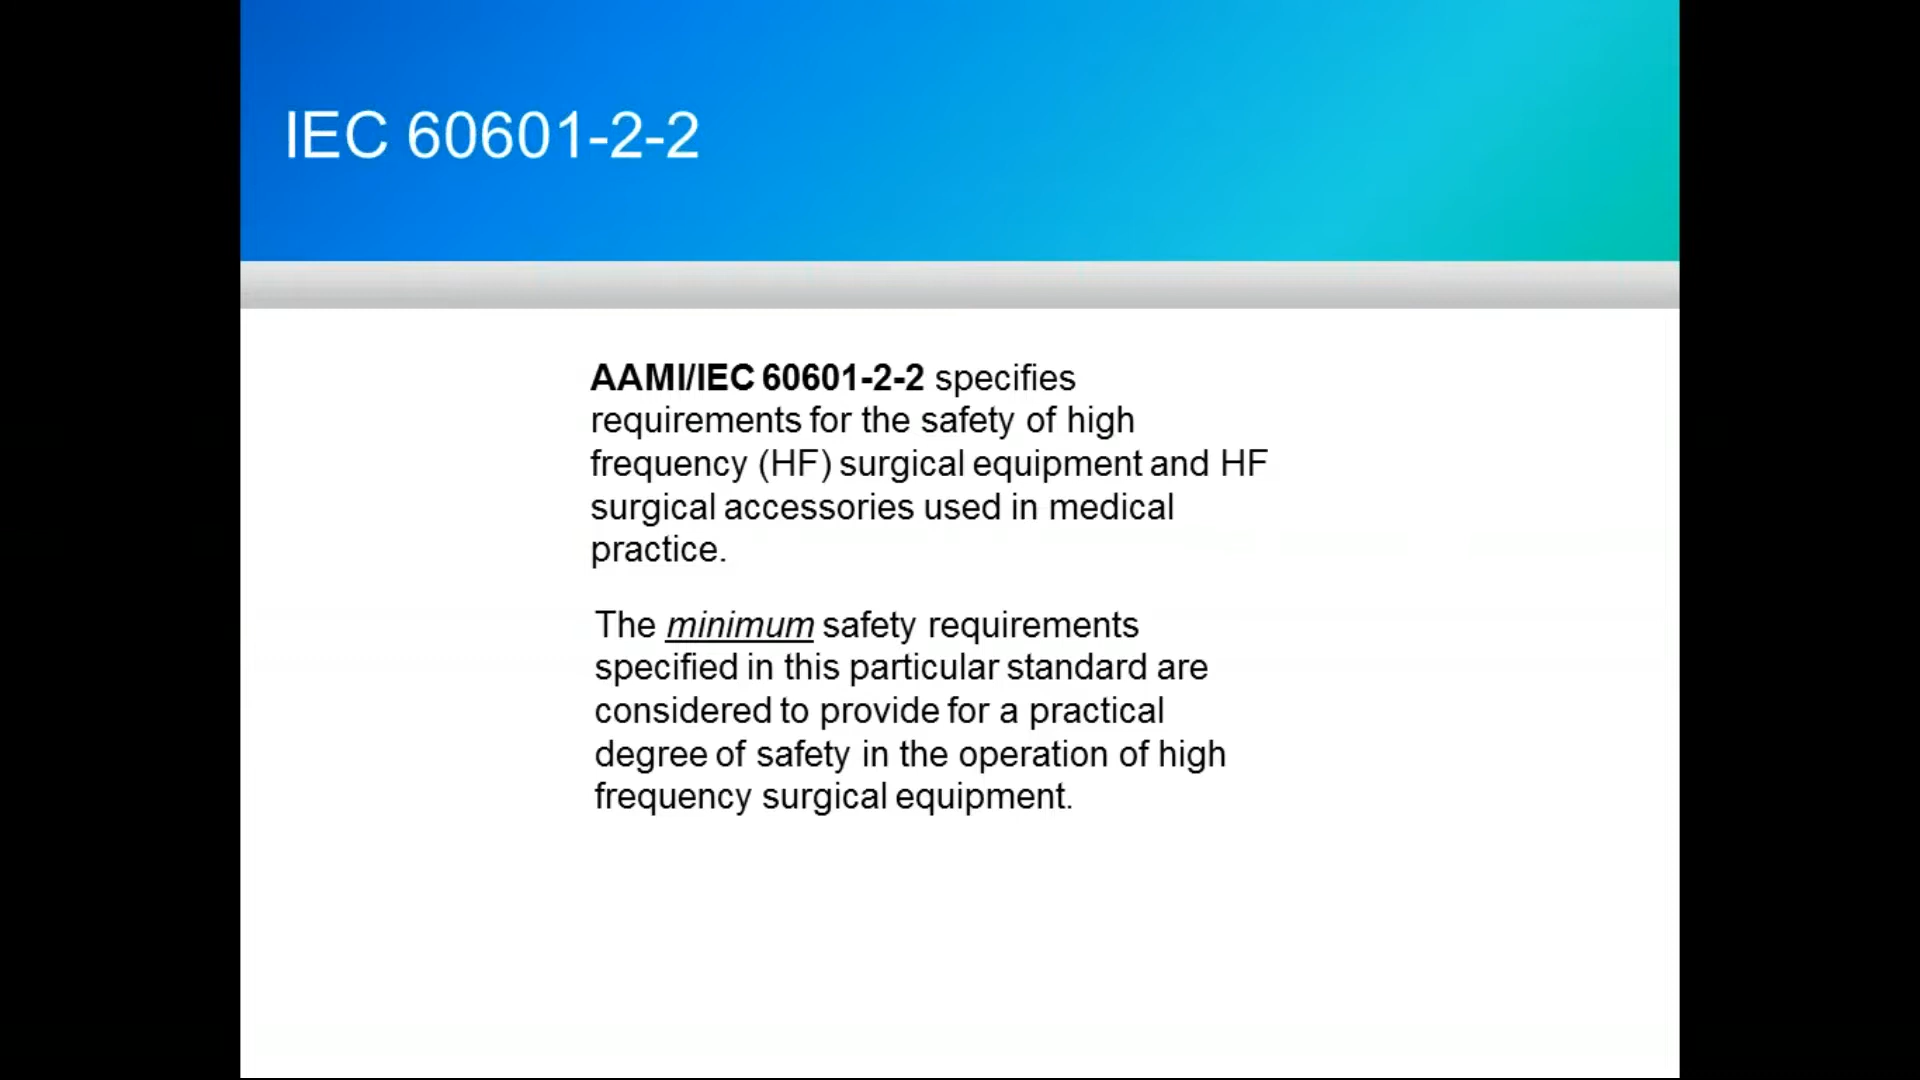 IEC 60601-2-2
AAMI/IEC 60601-2-2 specifies
requirements for the safety of high
frequency (HF) surgical equipment and HF
surgical accessories used in medical
practice.
The minimum safety requirements
specified in this particular standard are
considered to provide for a practical
degree of safety in the operation of high
frequency surgical equipment.